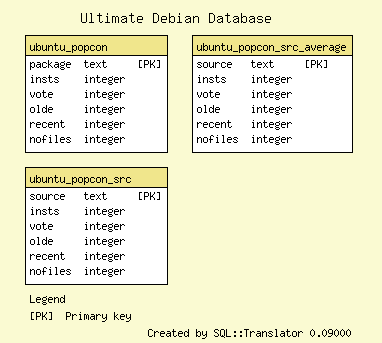 Ultimate Debian Database
ubuntu_popcon
package text [PK]
insts integer
vote integer
olde integer
recent integer
nofiles integer
ubuntu_popcon_src_average
source text [PK]
insts integer
vote integer
olde integer
recent integer
nofiles integer
ubuntu_popcon_src
source text [PK]
insts integer
vote integer
olde integer
recent integer
nofiles integer
Legend
[PK] Primary key
Created by SQL::Translator 0.09000